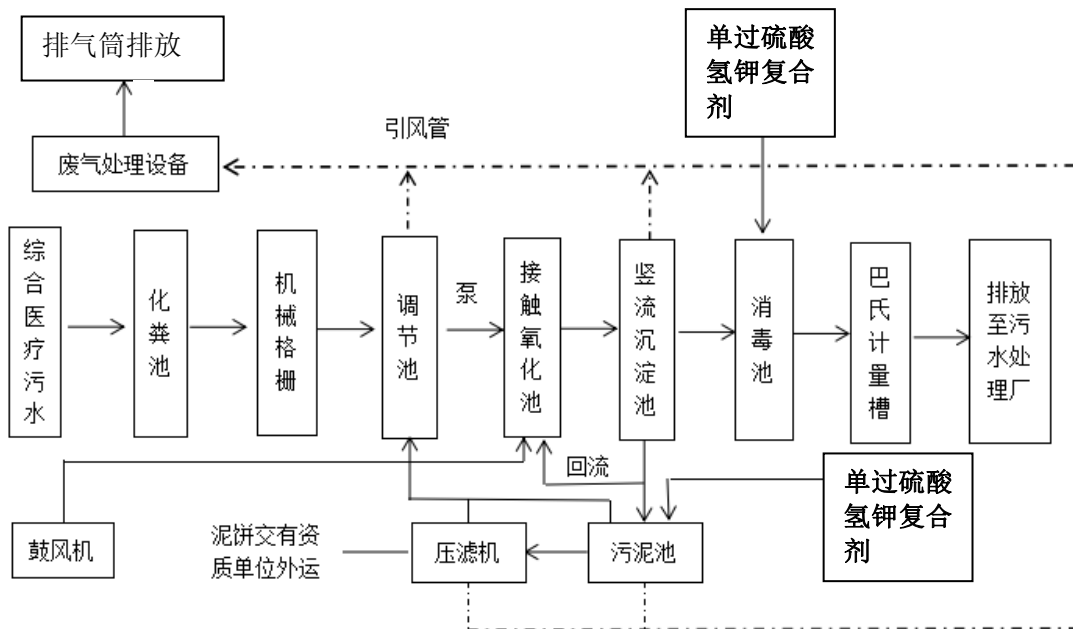 排气筒排放
单过硫酸
氢钾复合
剂
引风管
废气处理设备
综合医疗污水
化粪池
机械格栅
调节池
泵
接触氧化池
竖流沉淀池
消毒池
巴氏计量槽
排放
至污
水处
理厂
回流
单过硫酸
氢钾复合
剂
鼓风机
泥饼交有资
质单位外运
压滤机
污泥池